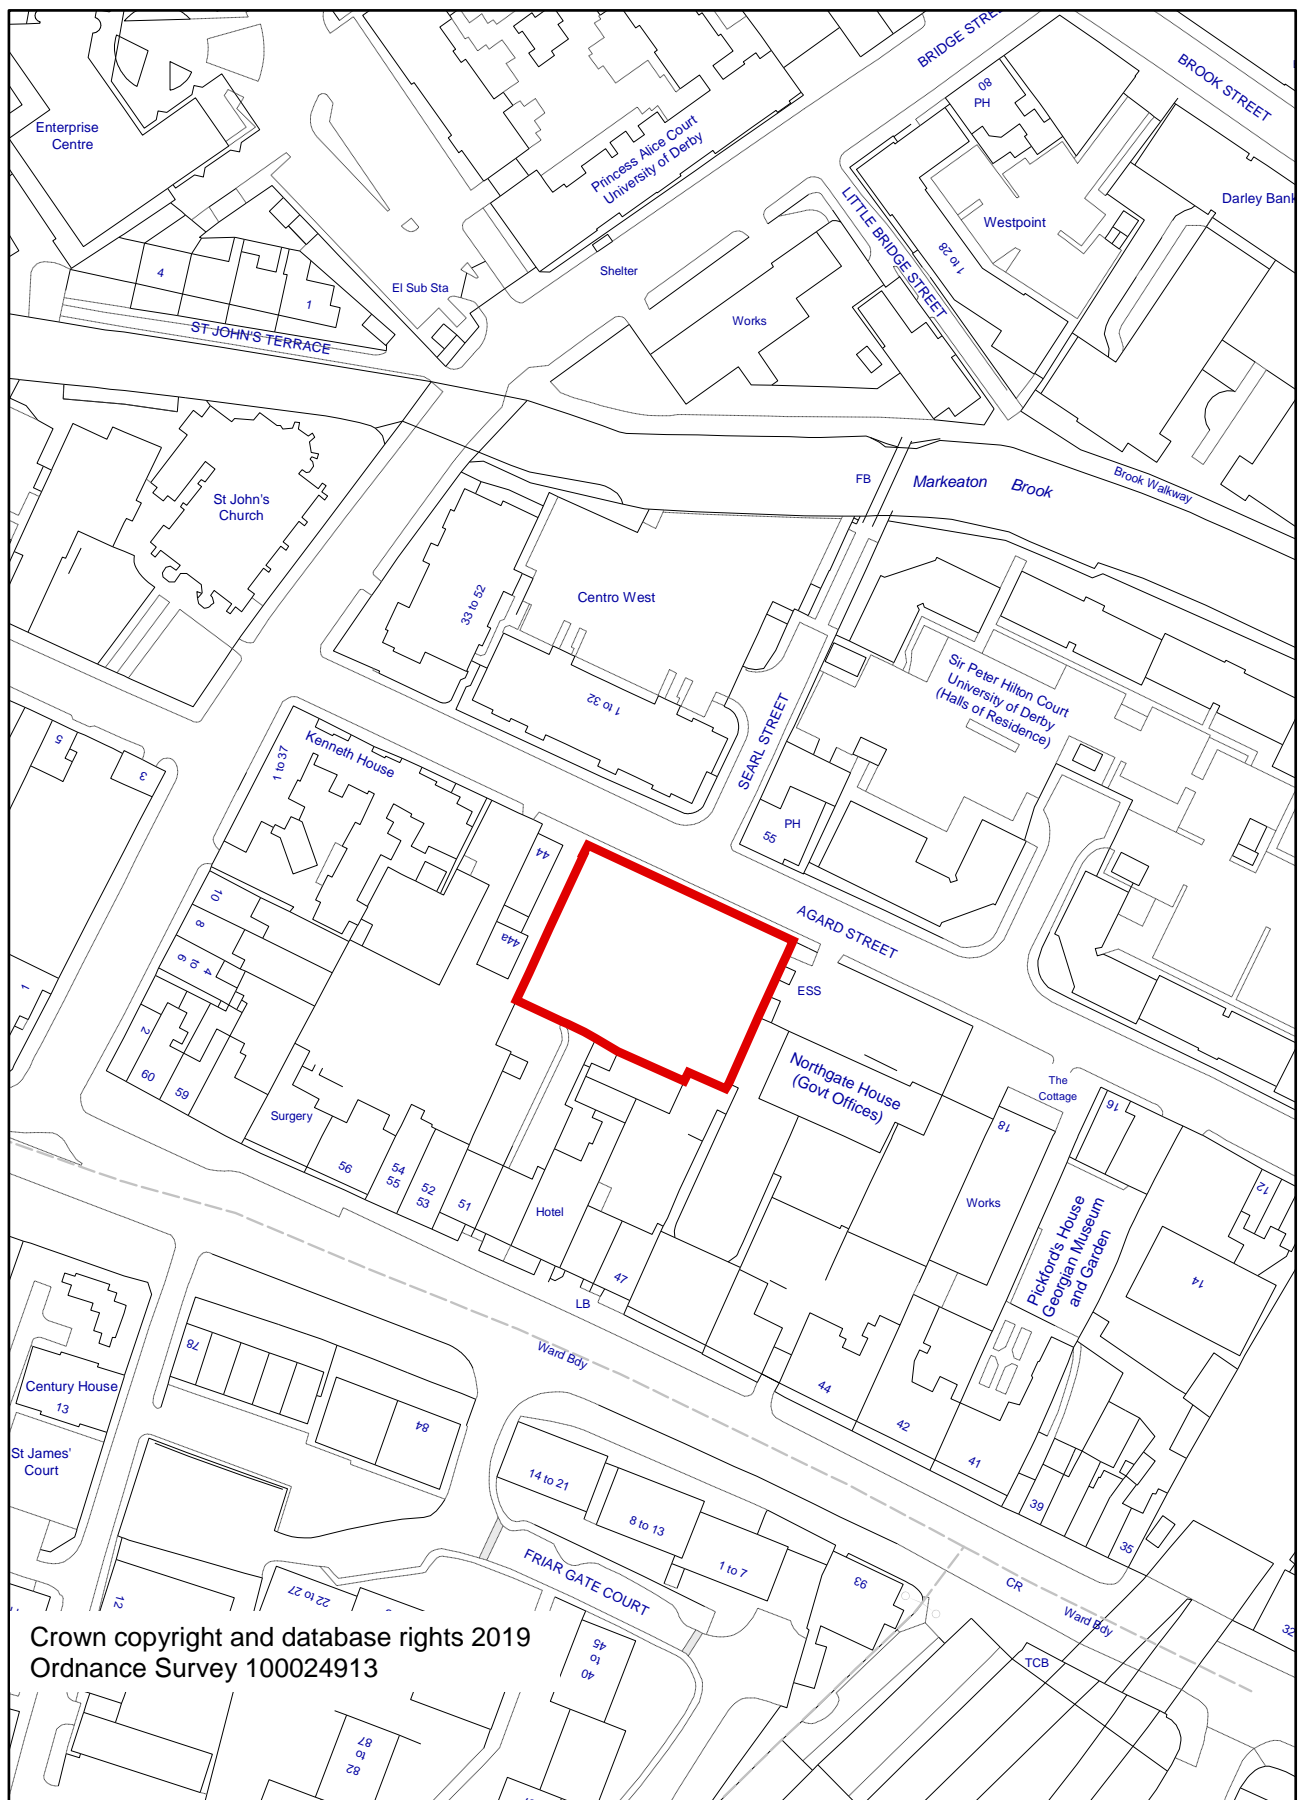 BRIDGE STREE
BROOK STREET
80
PH
Enterprise
Centre
Princess Alice Court
University of Derby
Darley Bank
LITTLE BRIDGE STREET
Westpoint
1 to 28
4
1
El Sub Sta
Shelter
Works
ST JOHN'S TERRACE
FB
Markeaton Brook
Brook Walkway
St John's
Church
33 to 52
Centro West
1 to 32
Sir Peter Hilton Court
University of Derby
(Halls of Residence)
SEARL STREET
5
3
1 to 37
Kenneth House
PH
55
44
44a
AGARD STREET
10
8
4
to
6
1
2
60
59
ESS
Northgate House
(Govt Offices)
The
Cottage
16
18
Surgery
56
54
55
52
53
51
Hotel
Works
12
Pickford's House
Georgian Museum
and Garden
14
47
LB
Ward Bdy
78
Century House
13
84
44
42
41
39
35
St James'
Court
14 to 21
8 to 13
1 to 7
93
FRIAR GATE COURT
CR
Ward Bdy
22 to 27
12
32
TCB
45
to
40
87
to
82
Crown copyright and database rights 2019
Ordnance Survey 100024913